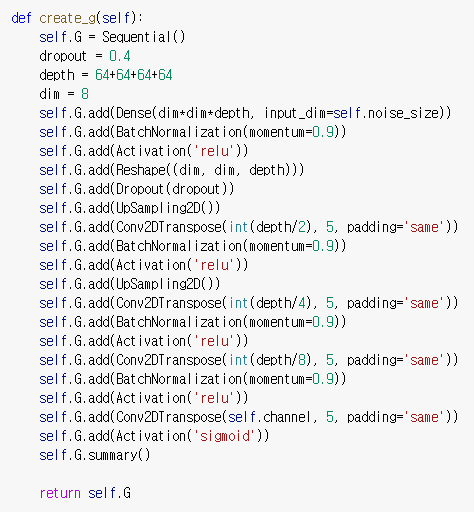 def create_g(self):
    self.G = Sequential()
    dropout = 0.4
    depth = 64+64+64+64
    dim = 8
    self.G.add(Dense(dim*dim*depth, input_dim=self.noise_size))
    self.G.add(BatchNormalization(momentum=0.9))
    self.G.add(Activation('relu'))
    self.G.add(Reshape((dim, dim, depth)))
    self.G.add(Dropout(dropout))
    self.G.add(UpSampling2D())
    self.G.add(Conv2DTranspose(int(depth/2), 5, padding='same'))
    self.G.add(BatchNormalization(momentum=0.9))
    self.G.add(Activation('relu'))
    self.G.add(UpSampling2D())
    self.G.add(Conv2DTranspose(int(depth/4), 5, padding='same'))
    self.G.add(BatchNormalization(momentum=0.9))
    self.G.add(Activation('relu'))
    self.G.add(Conv2DTranspose(int(depth/8), 5, padding='same'))
    self.G.add(BatchNormalization(momentum=0.9))
    self.G.add(Activation('relu'))
    self.G.add(Conv2DTranspose(self.channel, 5, padding='same'))
    self.G.add(Activation('sigmoid'))
    self.G.summary()

    return self.G